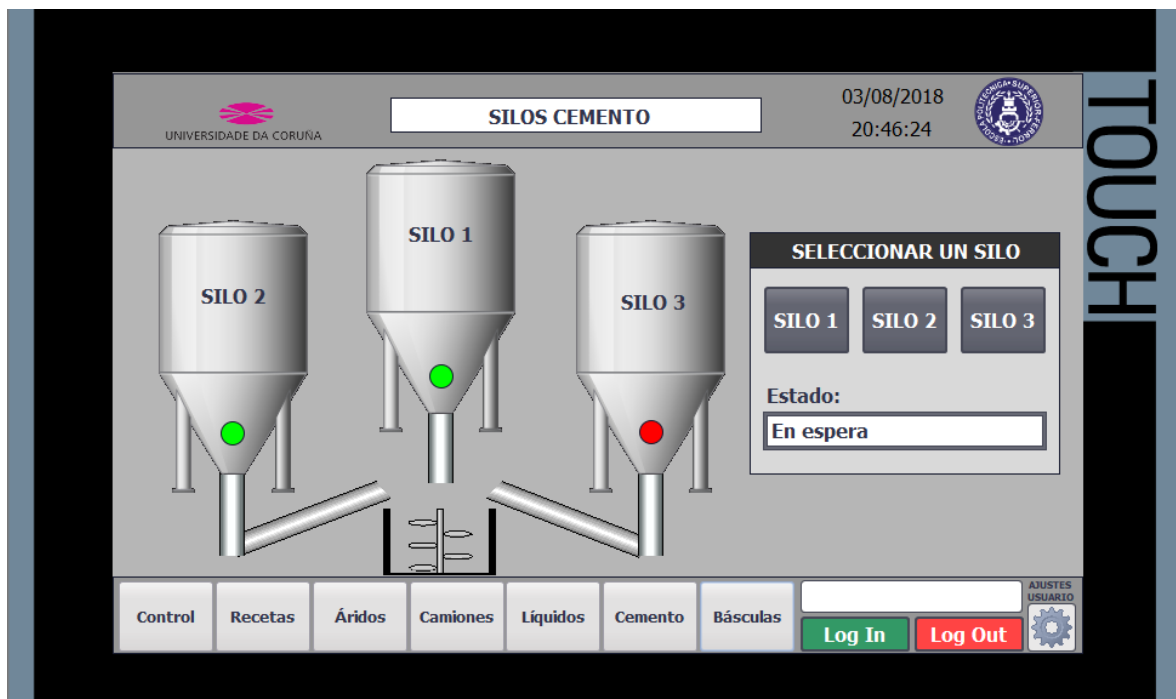 TOUCH
UNIVERSIDADE DA CORUÑA
SILOS CEMENTO
03/08/2018
20:46:24
SILO 1
SILO 2
SILO 3
SELECCIONAR UN SILO
SILO 1 SILO 2 SILO 3
Estado:
En espera
Control Recetas Áridos Camiones Líquidos Cemento Básculas
AJUSTES
USUARIO
Log In Log Out